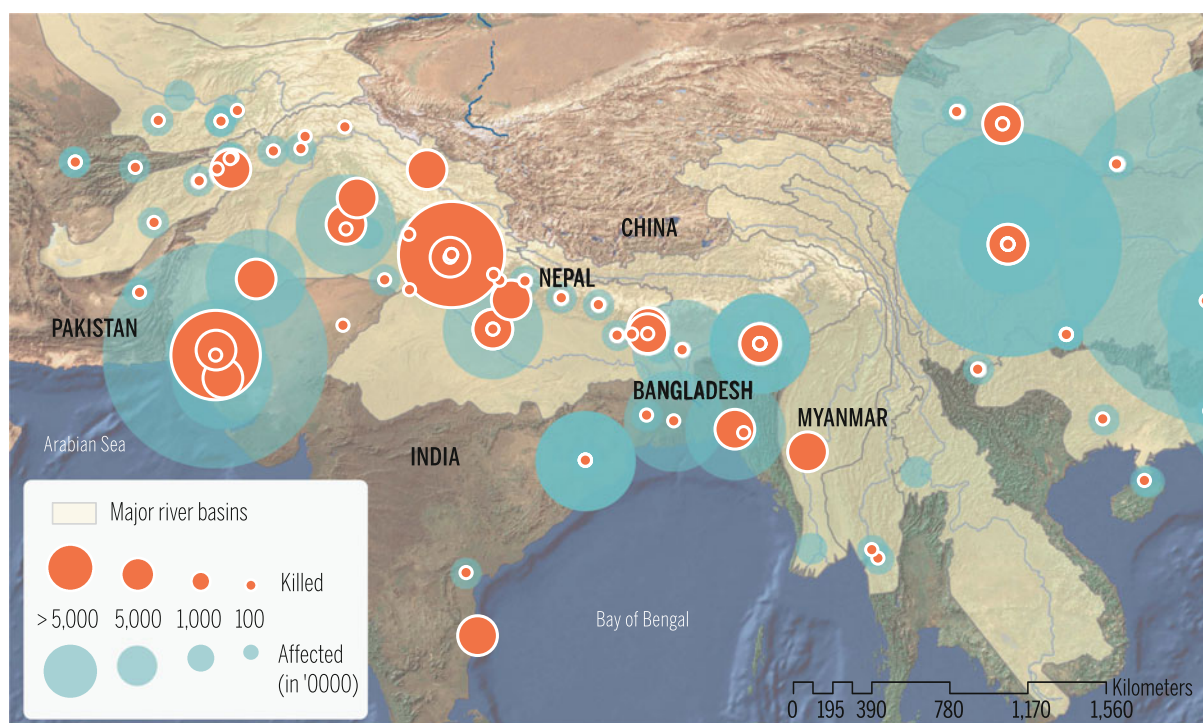 CHINA
NEPAL
PAKISTAN
BANGLADESH
MYANMAR
Arabian Sea
INDIA
Major river basins
Killed
> 5,000 5,000 1,000 100
Affected
(in '0000)
Bay of Bengal
Kilometers
0 195 390 780 1,170 1,560